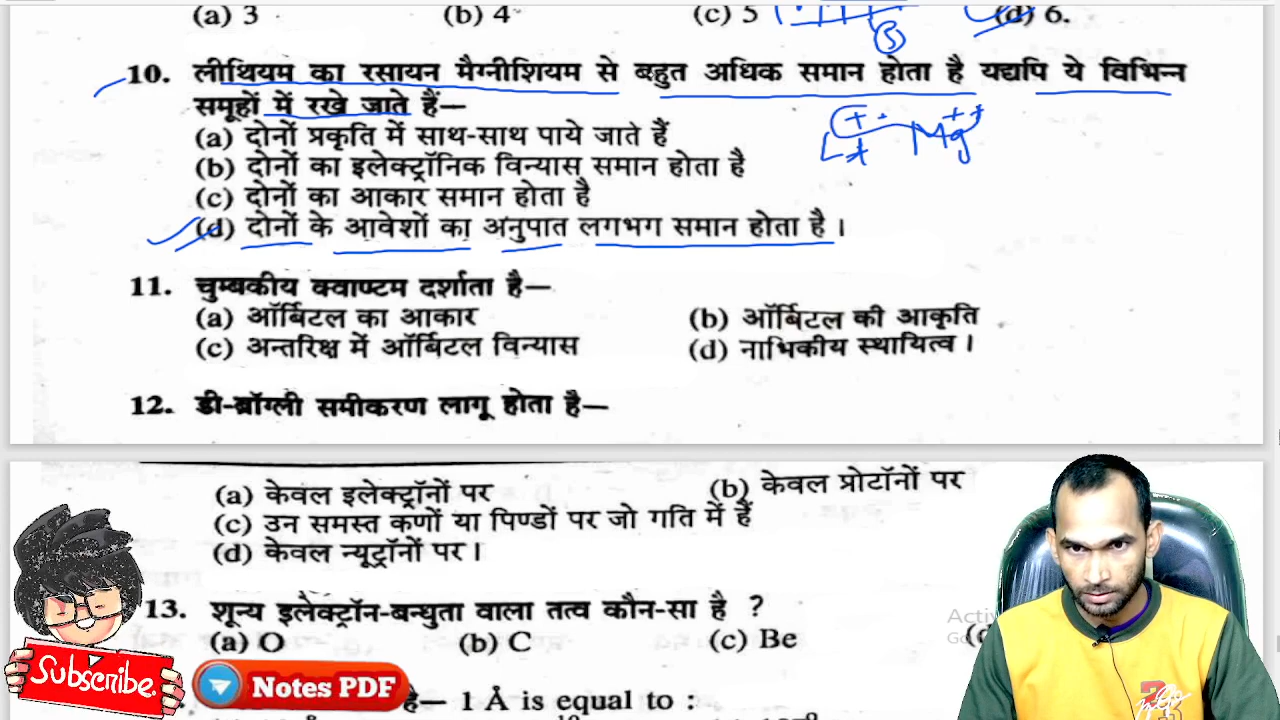 (a) 3 (b) 4 (c) 5 (d) 6.
(5)
10. लीथियम का रसायन मैग्नीशियम से बहुत अधिक समान होता है यद्यपि ये विभिन्न
समूहों में रखे जाते हैं—
(a) दोनों प्रकृति में साथ-साथ पाये जाते हैं
(b) दोनों का इलेक्ट्रॉनिक विन्यास समान होता है
(c) दोनों का आकार समान होता है
(d) दोनों के आवेशों का अनुपात लगभग समान होता है।
Mg
11. चुम्बकीय क्वाण्टम दर्शाता है—
(a) ऑर्बिटल का आकार (b) ऑर्बिटल की आकृति
(c) अन्तरिक्ष में ऑर्बिटल विन्यास (d) नाभिकीय स्थायित्व।
12. डी-ब्रॉग्ली समीकरण लागू होता है—
(a) केवल इलेक्ट्रॉनों पर (b) केवल प्रोटॉनों पर
(c) उन समस्त कणों या पिण्डों पर जो गति में हैं
(d) केवल न्यूट्रॉनों पर।
13. शून्य इलेक्ट्रॉन-बन्धुता वाला तत्व कौन-सा है ?
(a) O (b) C (c) Be
Subscribe.
Notes PDF
है— 1 Å is equal to :